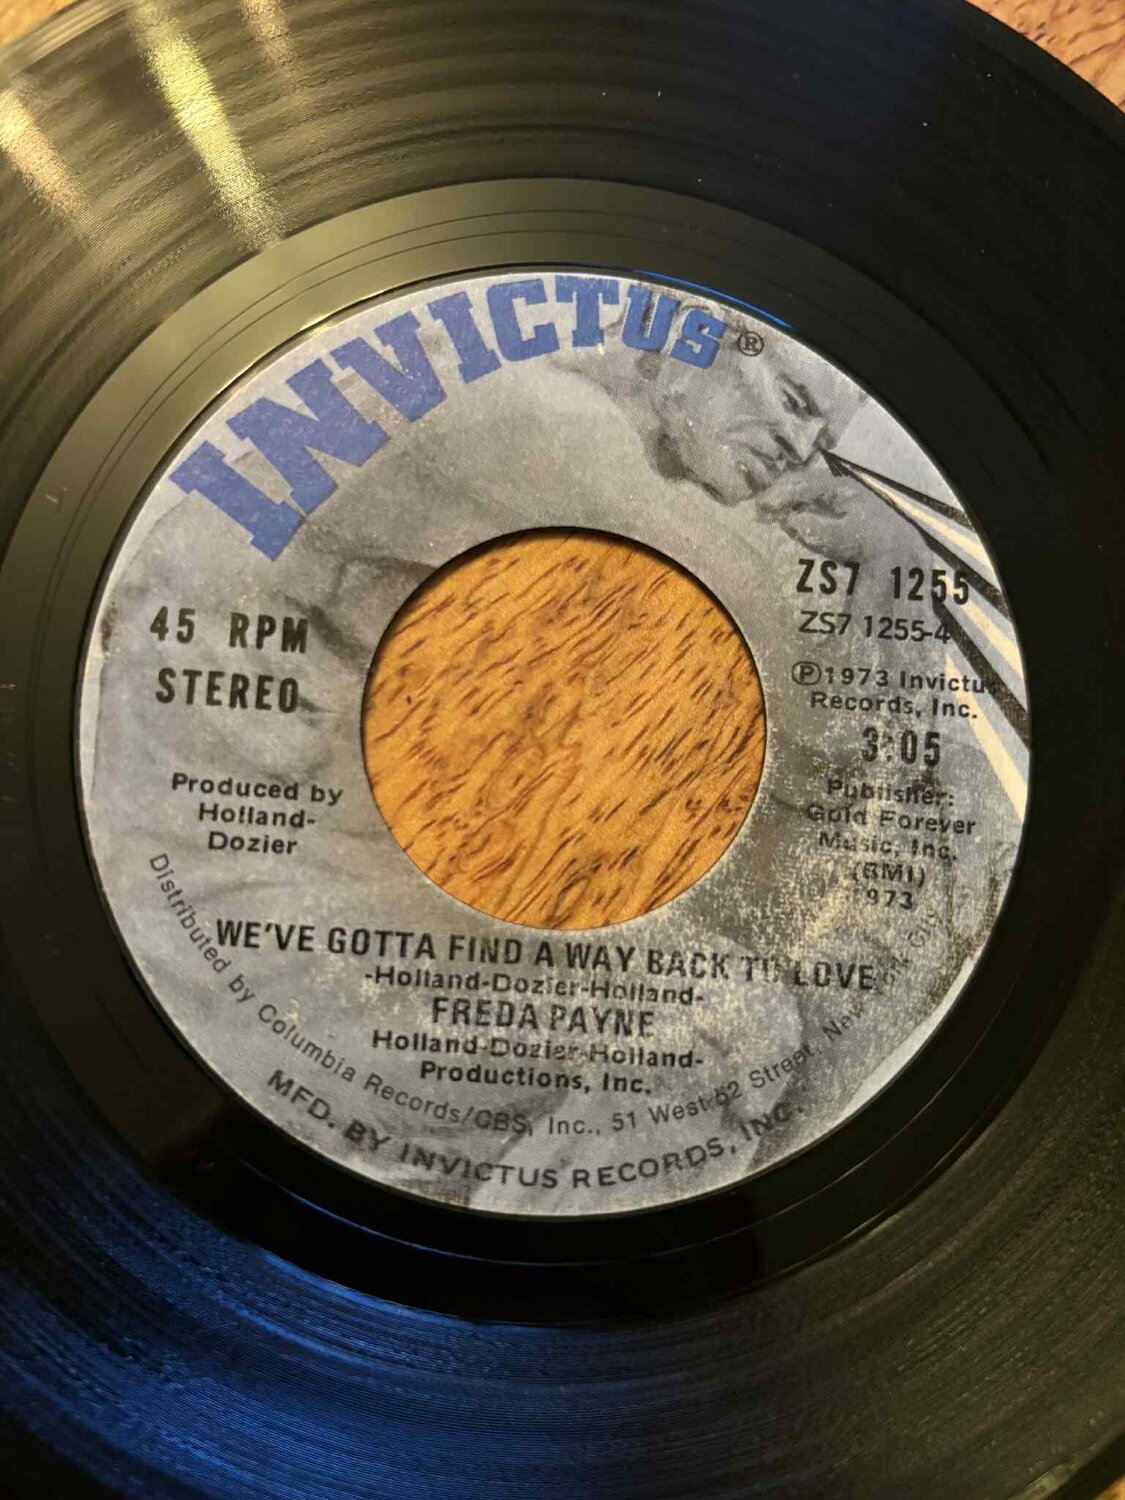 INVICTUS®
ZS7 1255
ZS7 1255-4
℗1973 Invictus
Records, Inc.
3:05
Publisher:
Gold Forever
Music, Inc.
(BMI)
1973
45 RPM
STEREO
Produced by
Holland-
Dozier
WE'VE GOTTA FIND A WAY BACK TO LOVE
-Holland-Dozier-Holland-
FREDA PAYNE
Holland-Dozier-Holland-
Productions, Inc.
Distributed by Columbia Records/CBS, Inc., 51 West 52 Street, New York City
MFD. BY INVICTUS RECORDS, INC.